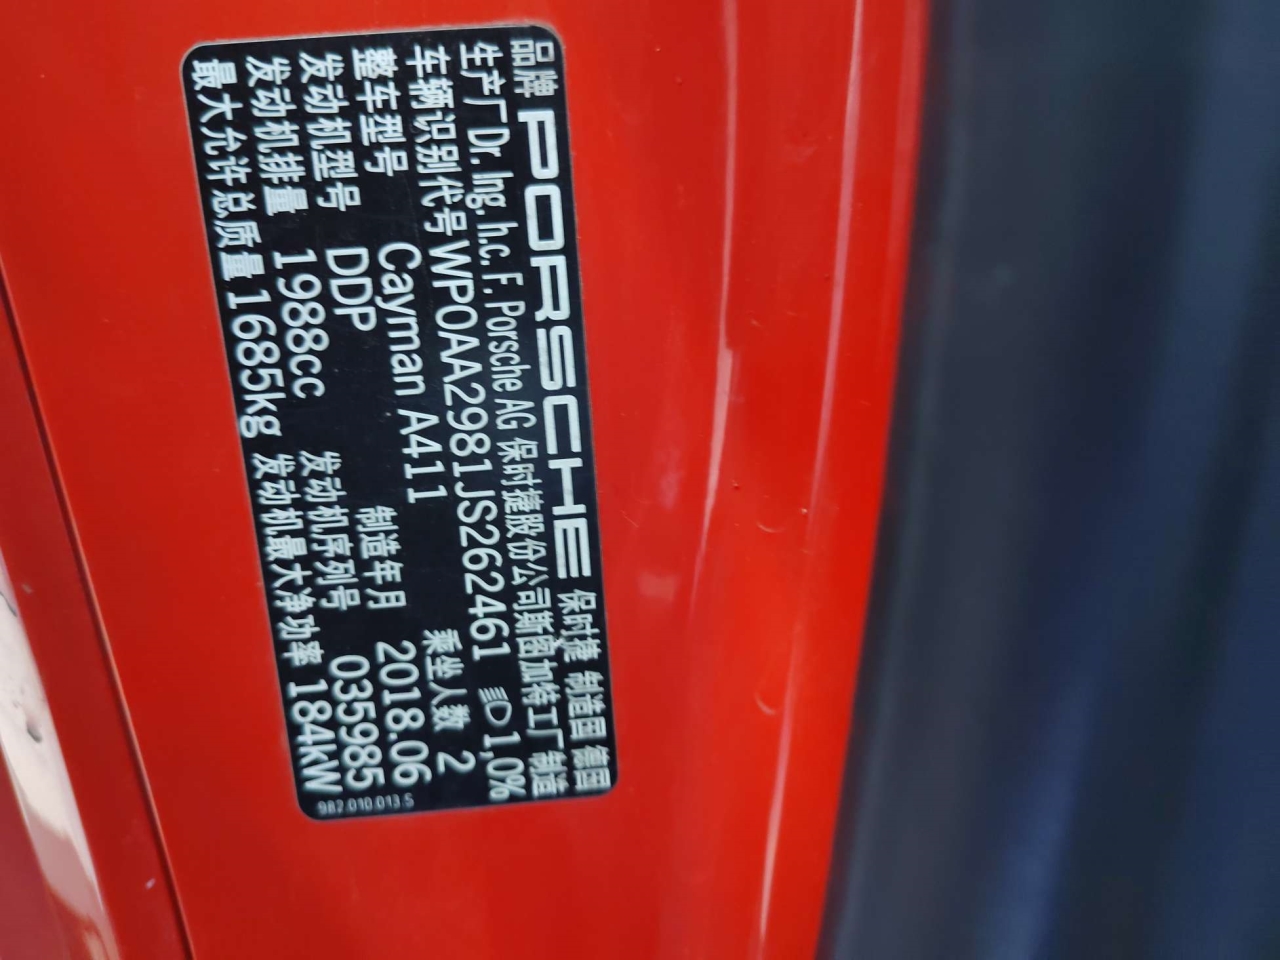 品牌 PORSCHE 保时捷 制造国 德国
生产厂 Dr. Ing. h.c. F. Porsche AG 保时捷股份公司斯图加特工厂 制造
车辆识别代号 WP0AA2981JS262461 1,0%
整车型号 Cayman A411 乘坐人数 2
发动机型号 DDP 制造年月 2018.06
发动机排量 1988cc 发动机序列号 035985
最大允许总质量 1685kg 发动机最大净功率 184kW
982.010.013.S